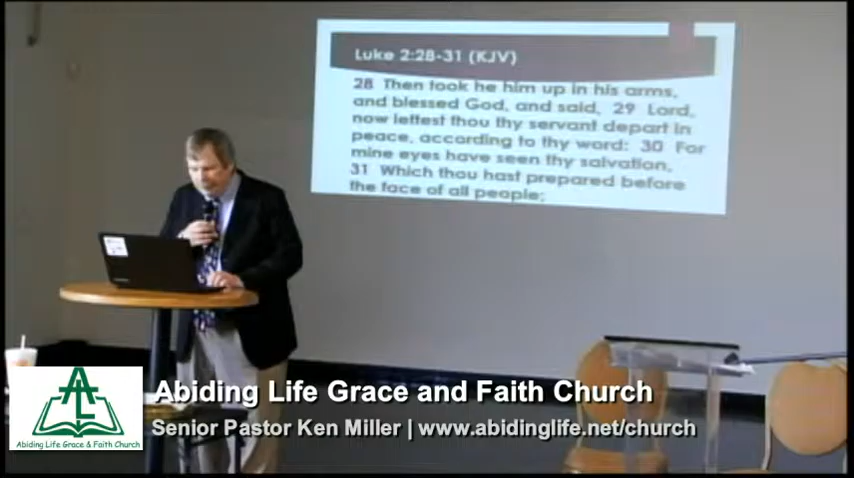 Luke 2:28-31 (KJV)
28 Then took he him up in his arms,
and blessed God, and said, 29 Lord,
now lettest thou thy servant depart in
peace, according to thy word: 30 For
mine eyes have seen thy salvation,
31 Which thou hast prepared before
the face of all people;
Abiding Life Grace and Faith Church
Senior Pastor Ken Miller | www.abidinglife.net/church
AL
Abiding Life Grace & Faith Church